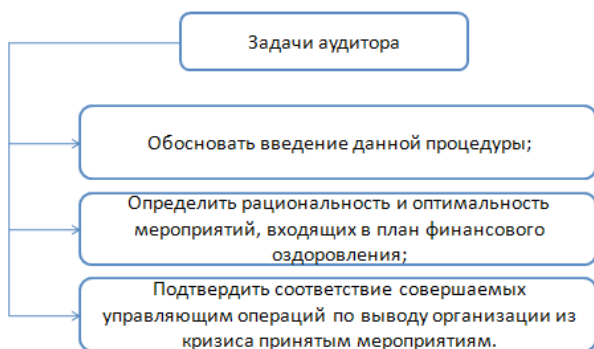 Задачи аудитора
Обосновать введение данной процедуры;
Определить рациональность и оптимальность
мероприятий, входящих в план финансового
оздоровления;
Подтвердить соответствие совершаемых
управляющим операций по выводу организации из
кризиса принятым мероприятиям.